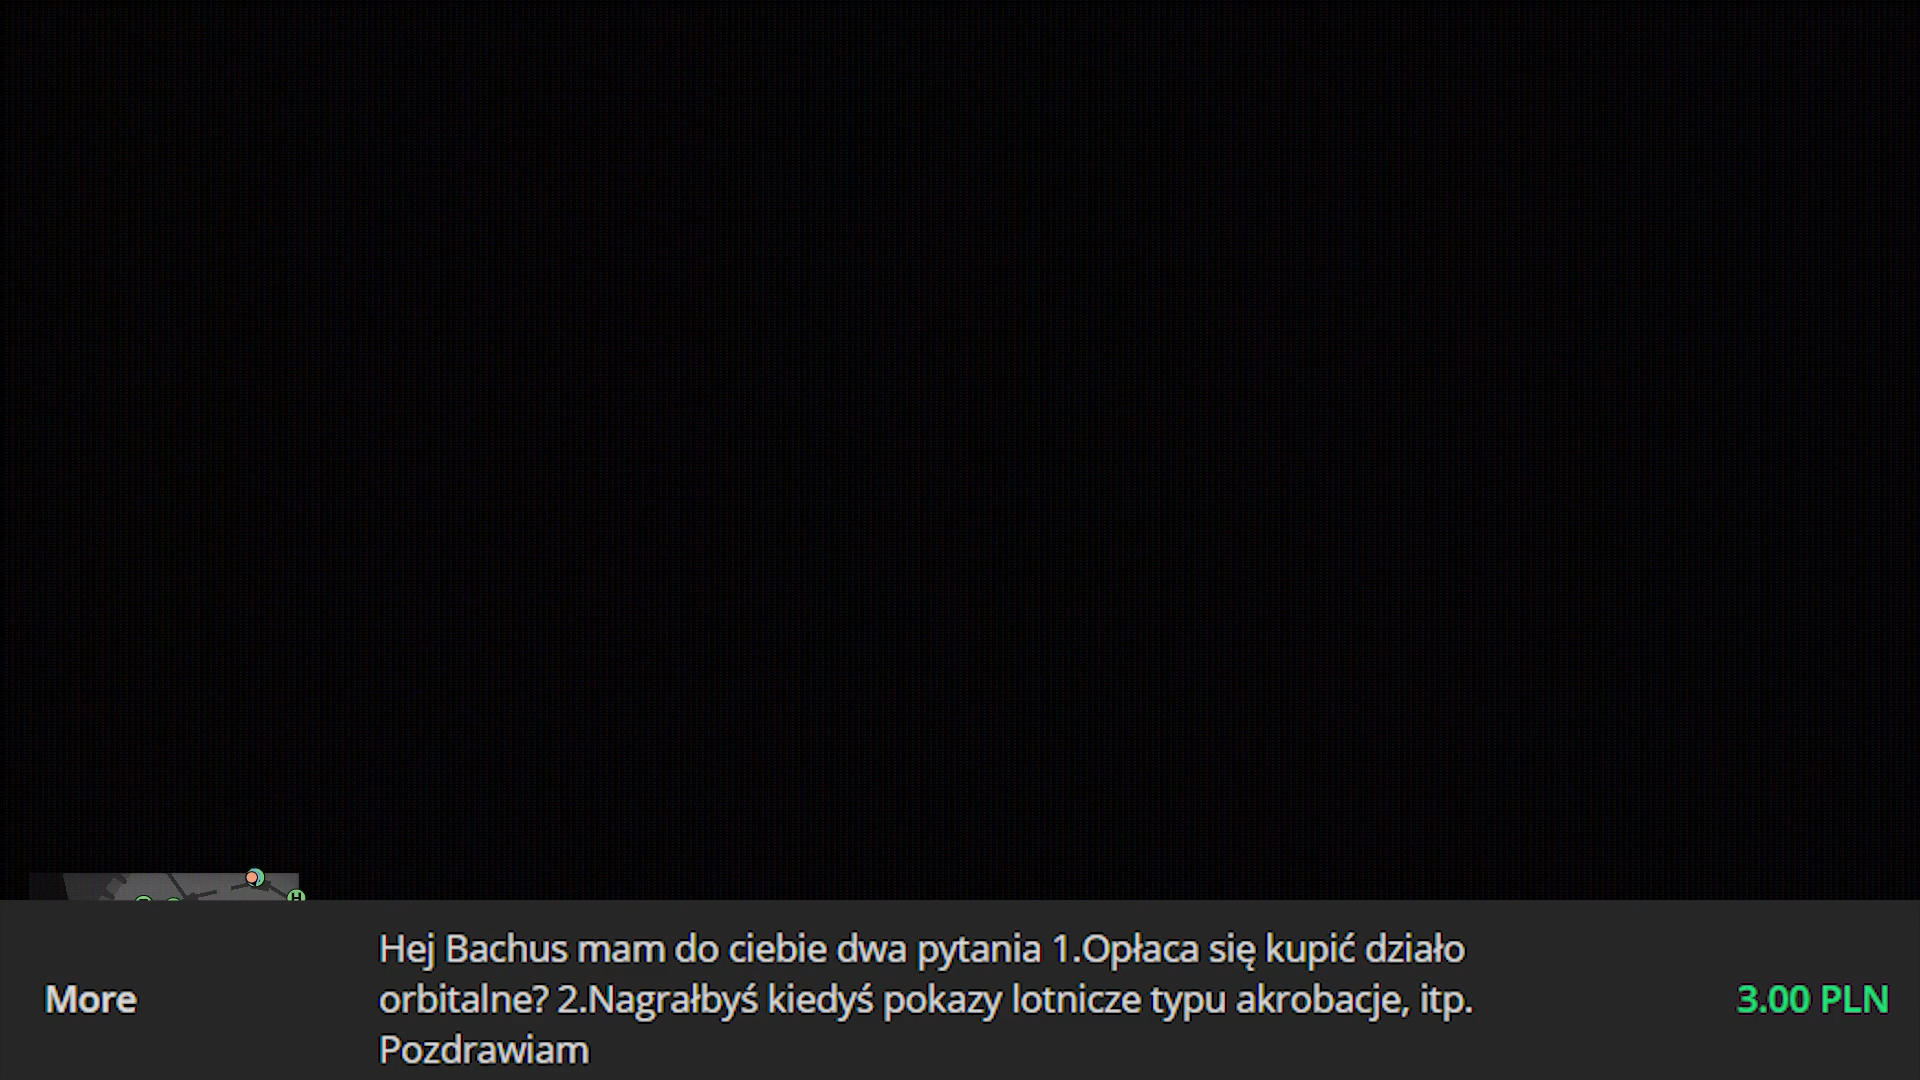 H
Hej Bachus mam do ciebie dwa pytania 1.Opłaca się kupić działo
orbitalne? 2.Nagrałbyś kiedyś pokazy lotnicze typu akrobacje, itp.
Pozdrawiam
More
3.00 PLN